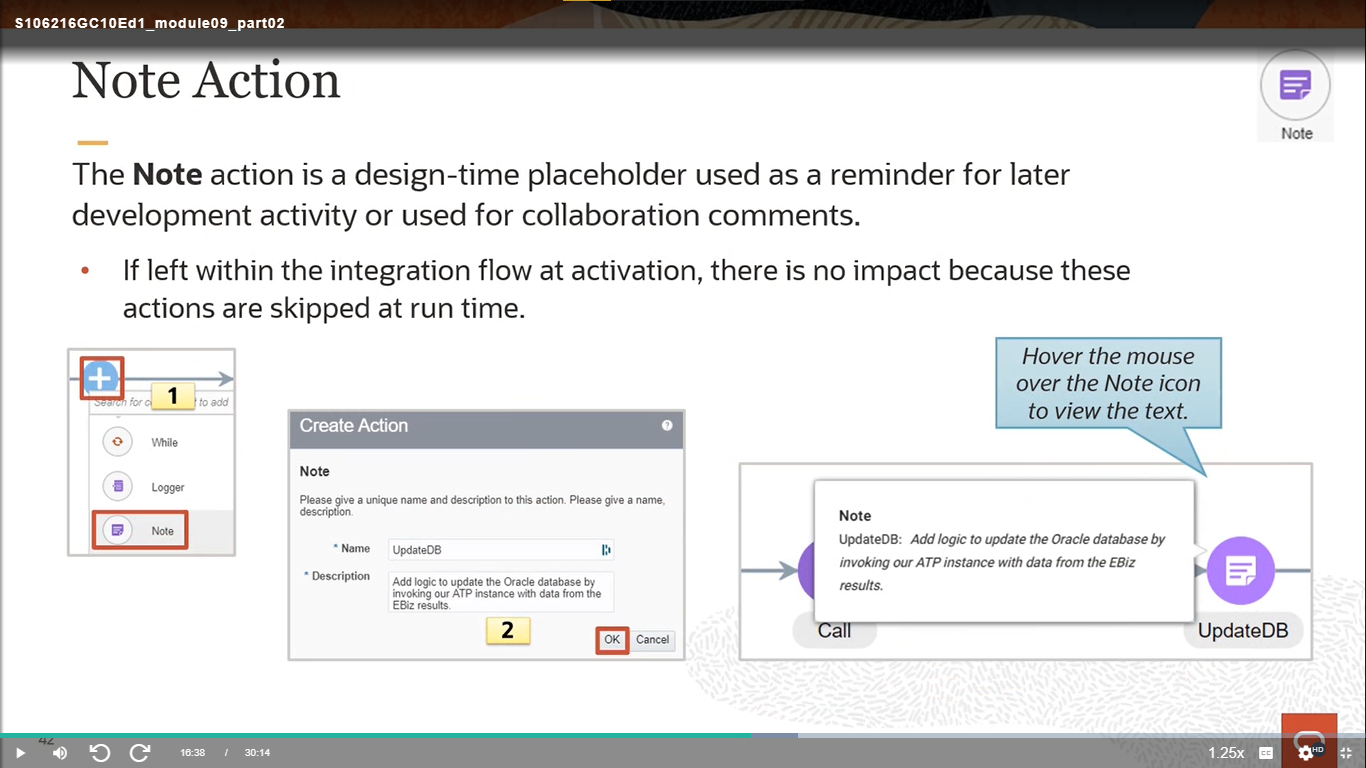 S106216GC10Ed1_module09_part02
Note Action
Note
The Note action is a design-time placeholder used as a reminder for later
development activity or used for collaboration comments.
• If left within the integration flow at activation, there is no impact because these
actions are skipped at run time.
1
to add
While
Logger
Note
Create Action
?
Note
Please give a unique name and description to this action. Please give a name,
description.
* Name UpdateDB
* Description Add logic to update the Oracle database by
invoking our ATP instance with data from the
EBiz results.
2
OK Cancel
Hover the mouse
over the Note icon
to view the text.
Note
UpdateDB: Add logic to update the Oracle database by
invoking our ATP instance with data from the EBiz
results.
Call
UpdateDB
42
16:38 / 30:14
1.25x
CC
HD